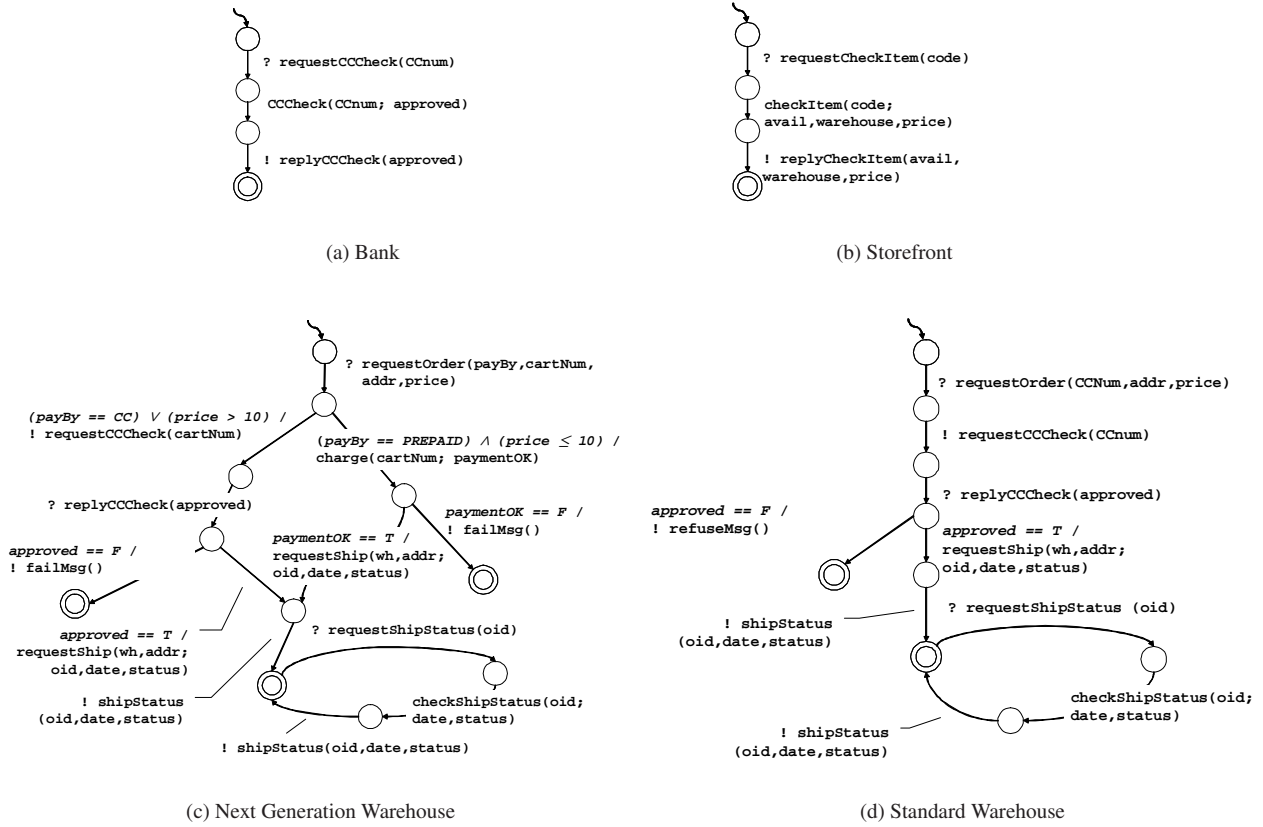 ? requestCCCheck(CCnum)
CCCheck(CCnum; approved)
! replyCCCheck(approved)
(a) Bank
? requestCheckItem(code)
checkItem(code;
avail,warehouse,price)
! replyCheckItem(avail,
warehouse,price)
(b) Storefront
? requestOrder(payBy,cartNum,
addr,price)
(payBy == CC) ∨ (price > 10) /
! requestCCCheck(cartNum)
(payBy == PREPAID) ∧ (price ≤ 10) /
charge(cartNum; paymentOK)
? replyCCCheck(approved)
paymentOK == F /
! failMsg()
paymentOK == T /
requestShip(wh,addr;
oid,date,status)
approved == F /
! failMsg()
approved == T /
requestShip(wh,addr;
oid,date,status)
? requestShipStatus(oid)
! shipStatus
(oid,date,status)
checkShipStatus(oid;
date,status)
! shipStatus(oid,date,status)
(c) Next Generation Warehouse
? requestOrder(CCNum,addr,price)
! requestCCCheck(CCnum)
? replyCCCheck(approved)
approved == F /
! refuseMsg()
approved == T /
requestShip(wh,addr;
oid,date,status)
! shipStatus
(oid,date,status)
? requestShipStatus (oid)
checkShipStatus(oid;
date,status)
! shipStatus
(oid,date,status)
(d) Standard Warehouse